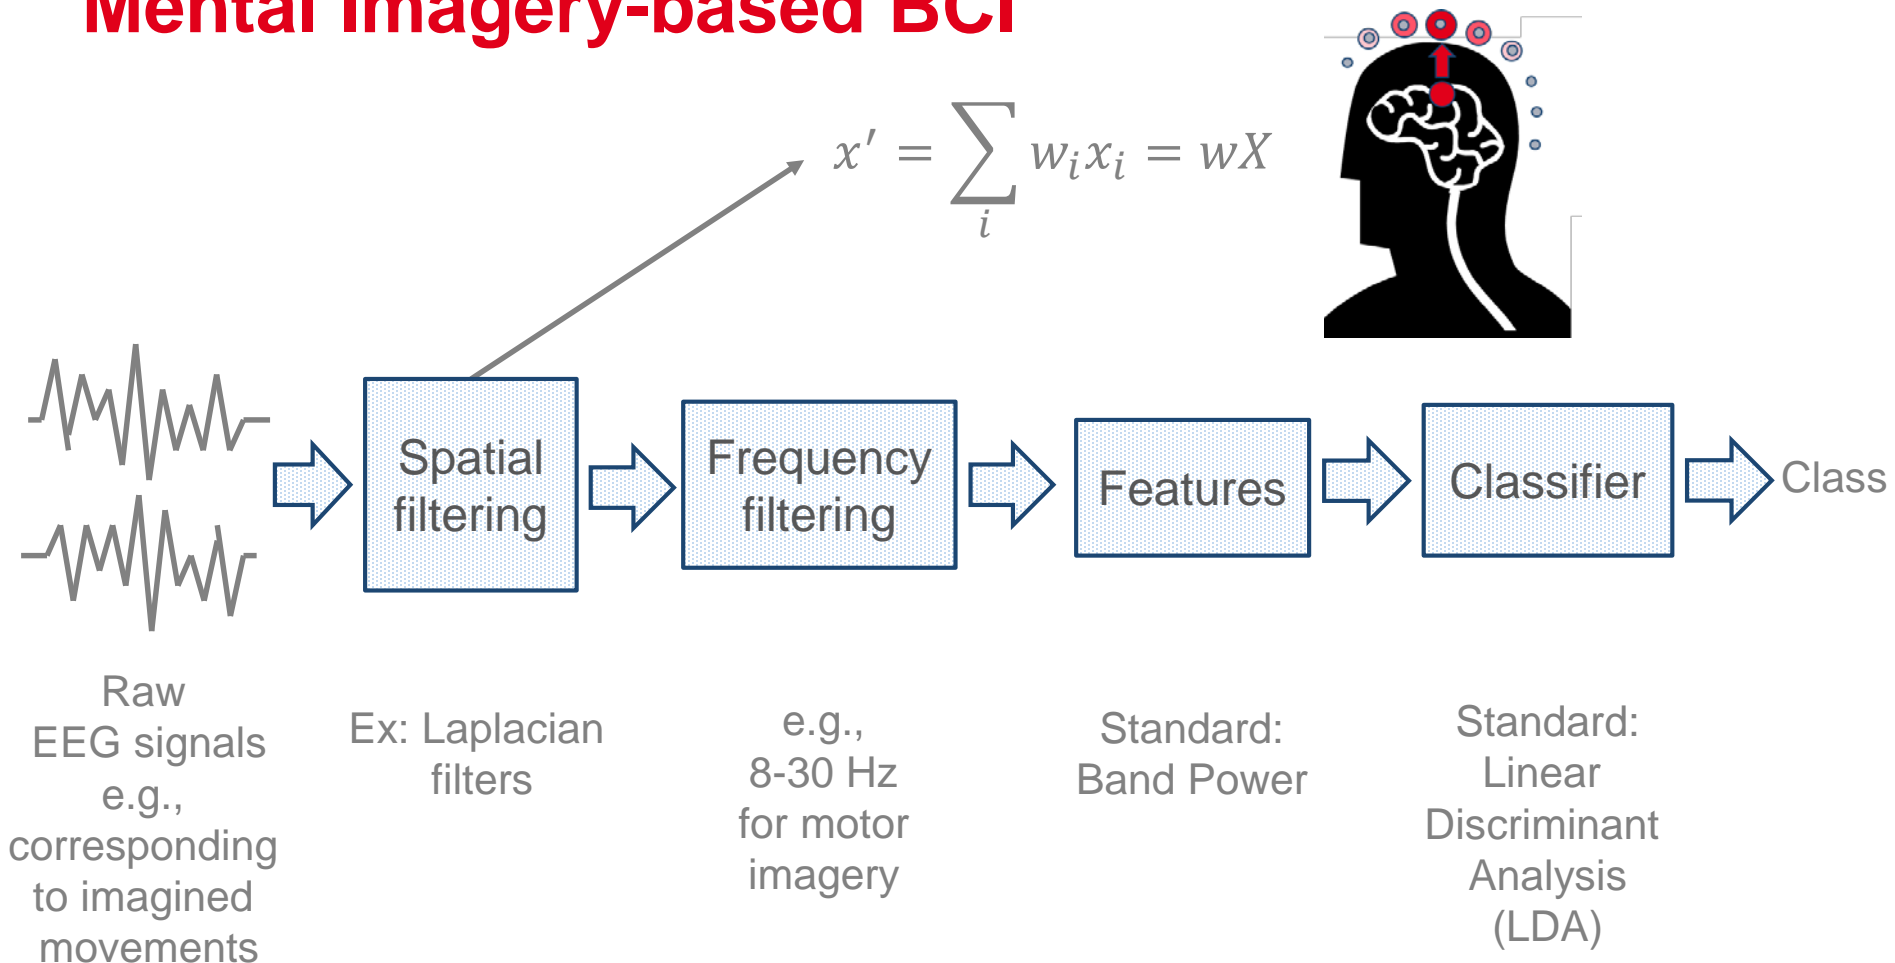 Mental Imagery-based BCI
x′ = ∑ᵢ wᵢxᵢ = wX
Spatial
filtering
Frequency
filtering
Features
Classifier
Class
Raw
EEG signals
e.g.,
corresponding
to imagined
movements
Ex: Laplacian
filters
e.g.,
8-30 Hz
for motor
imagery
Standard:
Band Power
Standard:
Linear
Discriminant
Analysis
(LDA)